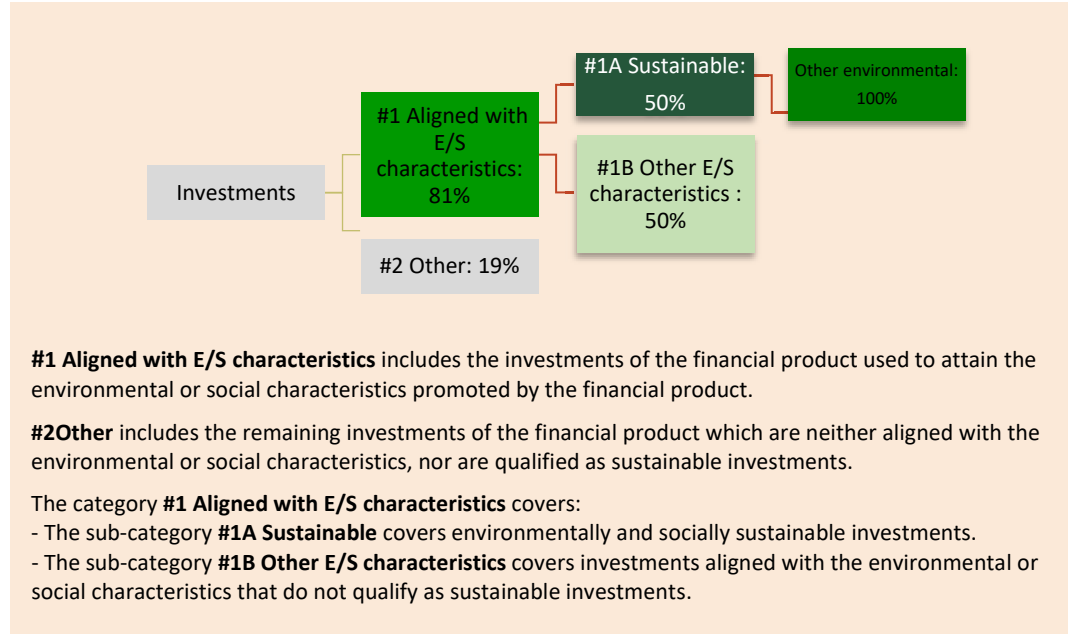 #1A Sustainable:
50%
Other environmental:
100%
#1 Aligned with
E/S
characteristics:
81%
#1B Other E/S
characteristics :
50%
Investments
#2 Other: 19%
#1 Aligned with E/S characteristics includes the investments of the financial product used to attain the
environmental or social characteristics promoted by the financial product.
#2Other includes the remaining investments of the financial product which are neither aligned with the
environmental or social characteristics, nor are qualified as sustainable investments.
The category #1 Aligned with E/S characteristics covers:
- The sub-category #1A Sustainable covers environmentally and socially sustainable investments.
- The sub-category #1B Other E/S characteristics covers investments aligned with the environmental or
social characteristics that do not qualify as sustainable investments.